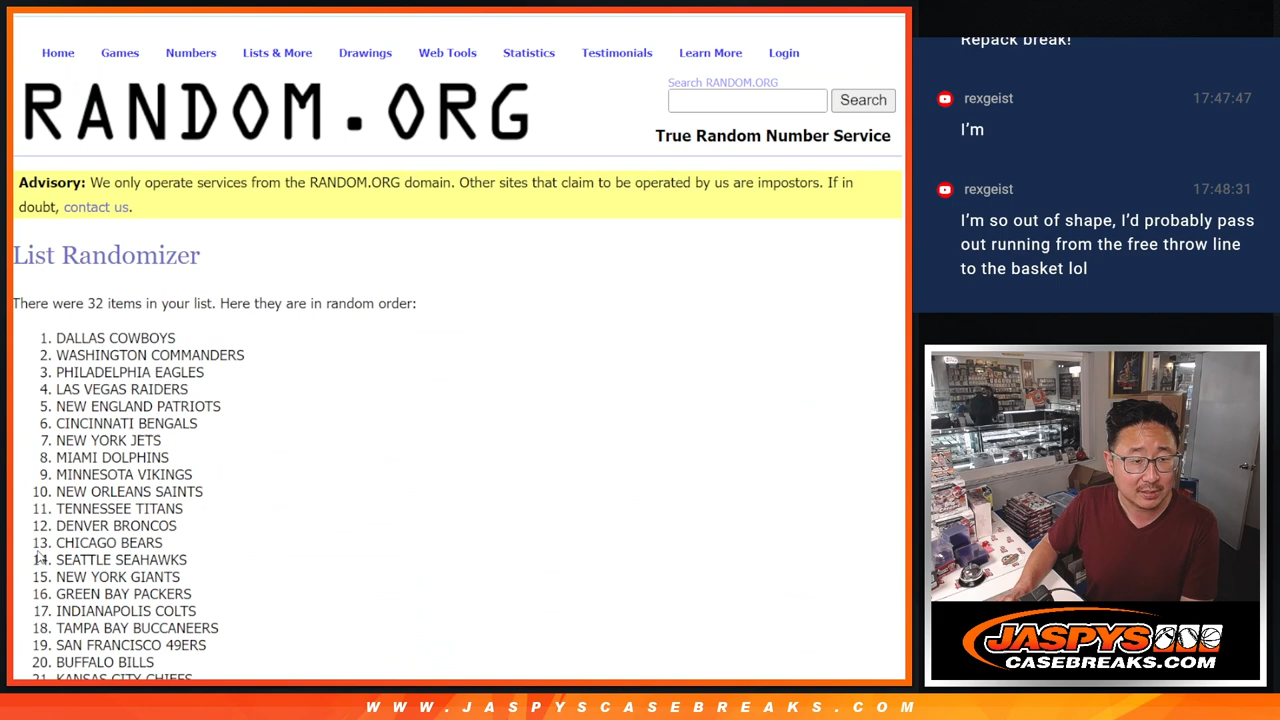 Home Games Numbers Lists & More Drawings Web Tools Statistics Testimonials Learn More Login
RANDOM.ORG
Search RANDOM.ORG
Search
True Random Number Service
Advisory: We only operate services from the RANDOM.ORG domain. Other sites that claim to be operated by us are impostors. If in
doubt, contact us.
List Randomizer
There were 32 items in your list. Here they are in random order:
1. DALLAS COWBOYS
2. WASHINGTON COMMANDERS
3. PHILADELPHIA EAGLES
4. LAS VEGAS RAIDERS
5. NEW ENGLAND PATRIOTS
6. CINCINNATI BENGALS
7. NEW YORK JETS
8. MIAMI DOLPHINS
9. MINNESOTA VIKINGS
10. NEW ORLEANS SAINTS
11. TENNESSEE TITANS
12. DENVER BRONCOS
13. CHICAGO BEARS
14. SEATTLE SEAHAWKS
15. NEW YORK GIANTS
16. GREEN BAY PACKERS
17. INDIANAPOLIS COLTS
18. TAMPA BAY BUCCANEERS
19. SAN FRANCISCO 49ERS
20. BUFFALO BILLS
21. KANSAS CITY CHIEFS
Repack break!
rexgeist 17:47:47
I'm
rexgeist 17:48:31
I'm so out of shape, I'd probably pass
out running from the free throw line
to the basket lol
JASPYS
CASEBREAKS.COM
WWW.JASPYSCASEBREAKS.COM